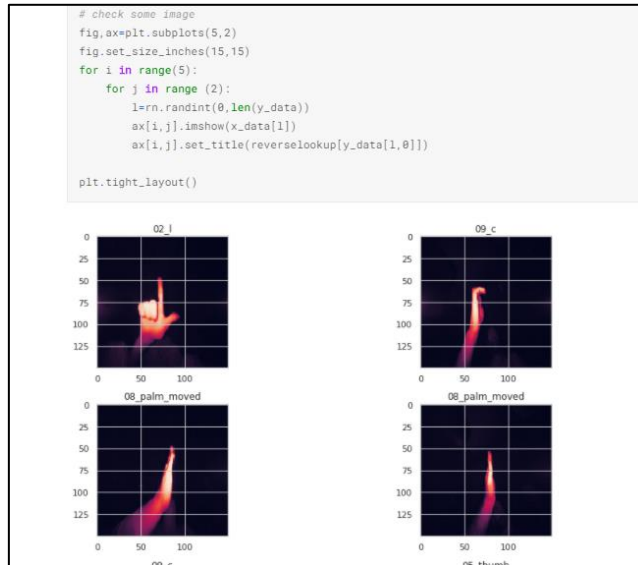 # check some image
fig,ax=plt.subplots(5,2)
fig.set_size_inches(15,15)
for i in range(5):
    for j in range (2):
        l=rn.randint(0,len(y_data))
        ax[i,j].imshow(x_data[l])
        ax[i,j].set_title(reverselookup[y_data[l,0]])
plt.tight_layout()
02_l
0
25
50
75
100
125
0 50 100
09_c
0
25
50
75
100
125
0 50 100
08_palm_moved
0
25
50
75
100
125
0 50 100
08_palm_moved
0
25
50
75
100
125
0 50 100
09_c 05_thumb